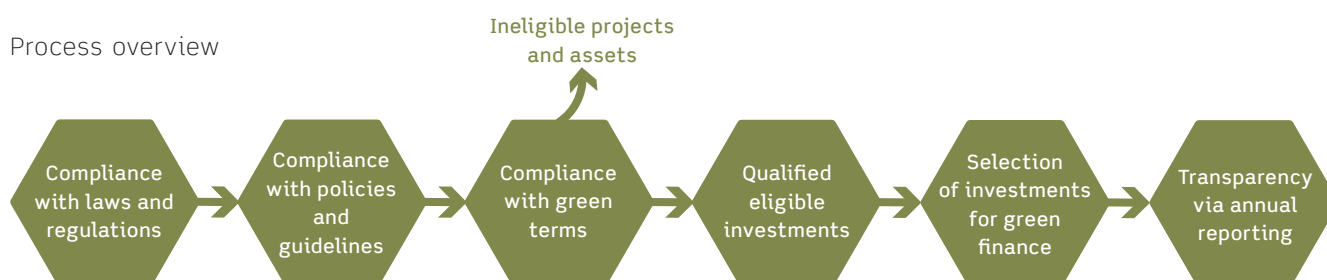 Process overview
Ineligible projects
and assets
Compliance
with laws and
regulations
Compliance
with policies
and
guidelines
Compliance
with green
terms
Qualified
eligible
investments
Selection
of investments
for green
finance
Transparency
via annual
reporting